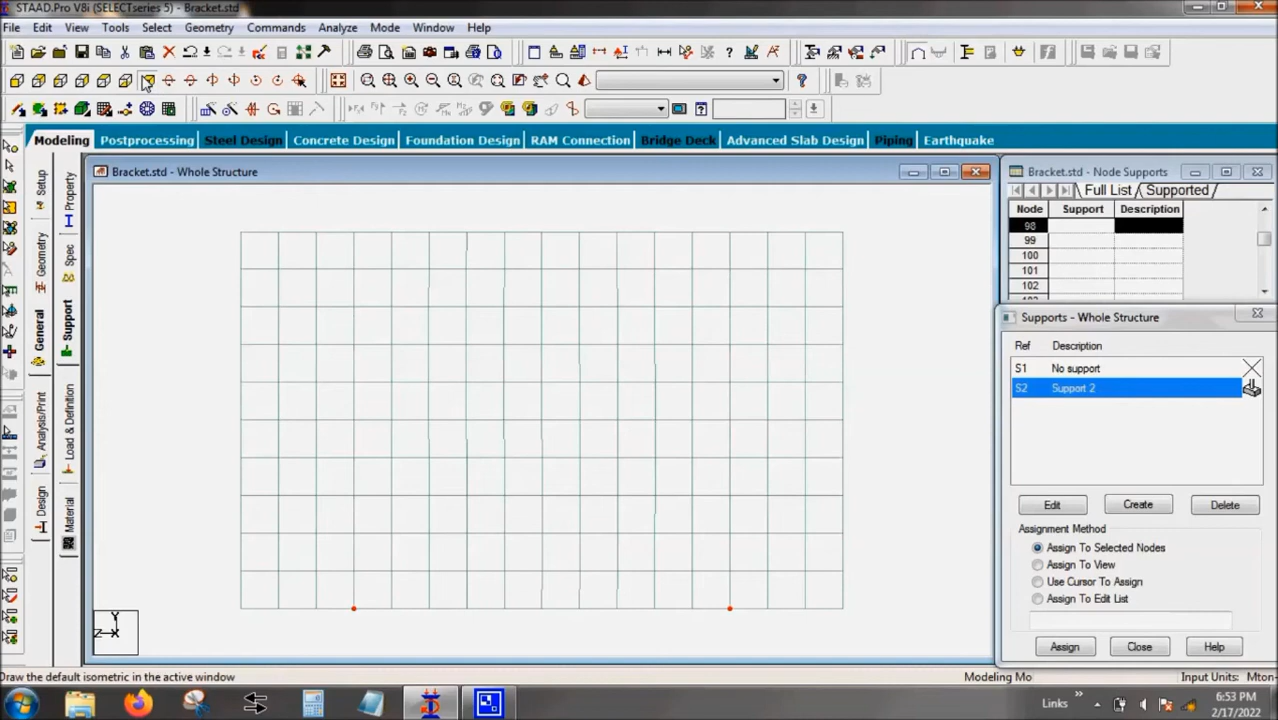 STAAD.Pro V8i (SELECTseries 5) - Bracket.std
File Edit View Tools Select Geometry Commands Analyze Mode Window Help
Modeling Postprocessing Steel Design Concrete Design Foundation Design RAM Connection Bridge Deck Advanced Slab Design Piping Earthquake
Setup
Geometry
General
Analysis/Print
Design
Property
Spec
Support
Load & Definition
Material
Bracket.std - Whole Structure
Y
Z X
Bracket.std - Node Supports
Full List Supported
Node Support Description
98
99
100
101
102
Supports - Whole Structure
Ref Description
S1 No support
S2 Support 2
Edit Create Delete
Assignment Method
Assign To Selected Nodes
Assign To View
Use Cursor To Assign
Assign To Edit List
Assign Close Help
Draw the default isometric in the active window
Modeling Mo
Input Units: Mton-
Links
6:53 PM
2/17/2022